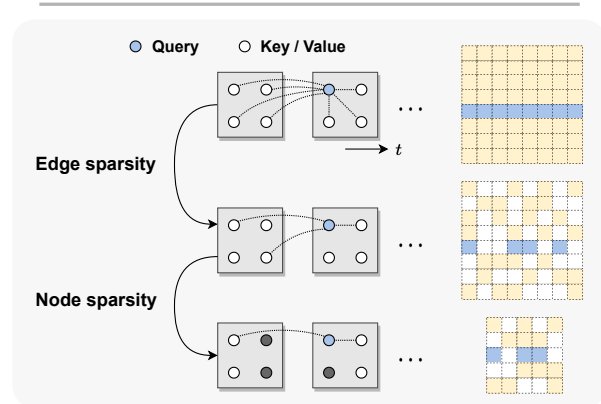 Query Key / Value
...
t
Edge sparsity
...
Node sparsity
...